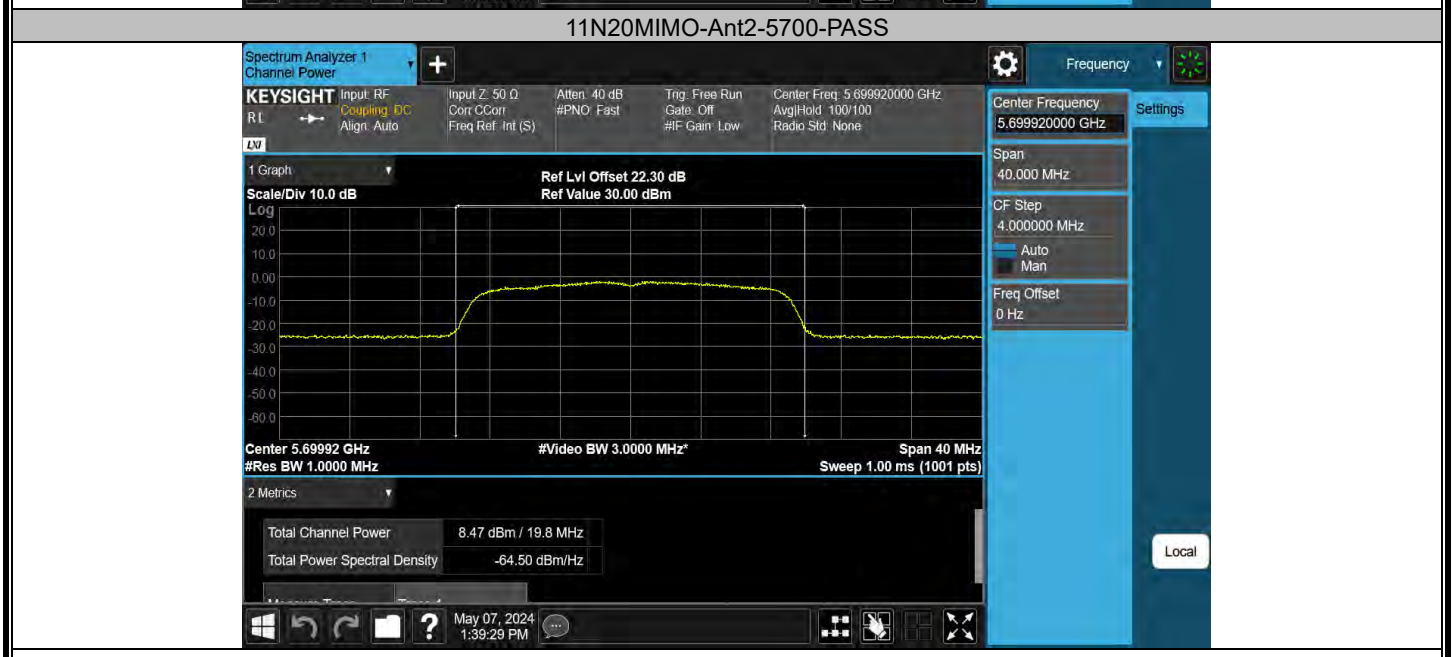 11N20MIMO-Ant2-5700-PASS
Spectrum Analyzer 1
Channel Power
Frequency
KEYSIGHT
RL
LXI
Input: RF
Coupling: DC
Align: Auto
Input Z: 50 Ω
Corr CCorr
Freq Ref: Int (S)
Atten: 40 dB
#PNO: Fast
Trig: Free Run
Gate: Off
#IF Gain: Low
Center Freq: 5.699920000 GHz
Avg|Hold: 100/100
Radio Std: None
Center Frequency
5.699920000 GHz
Settings
Span
40.000 MHz
CF Step
4.000000 MHz
Auto
Man
Freq Offset
0 Hz
1 Graph
Scale/Div 10.0 dB
Ref Lvl Offset 22.30 dB
Ref Value 30.00 dBm
Log
20.0
10.0
0.00
-10.0
-20.0
-30.0
-40.0
-50.0
-60.0
Center 5.69992 GHz
#Video BW 3.0000 MHz*
Span 40 MHz
#Res BW 1.0000 MHz
Sweep 1.00 ms (1001 pts)
2 Metrics
Total Channel Power 8.47 dBm / 19.8 MHz
Total Power Spectral Density -64.50 dBm/Hz
Local
?
May 07, 2024
1:39:29 PM